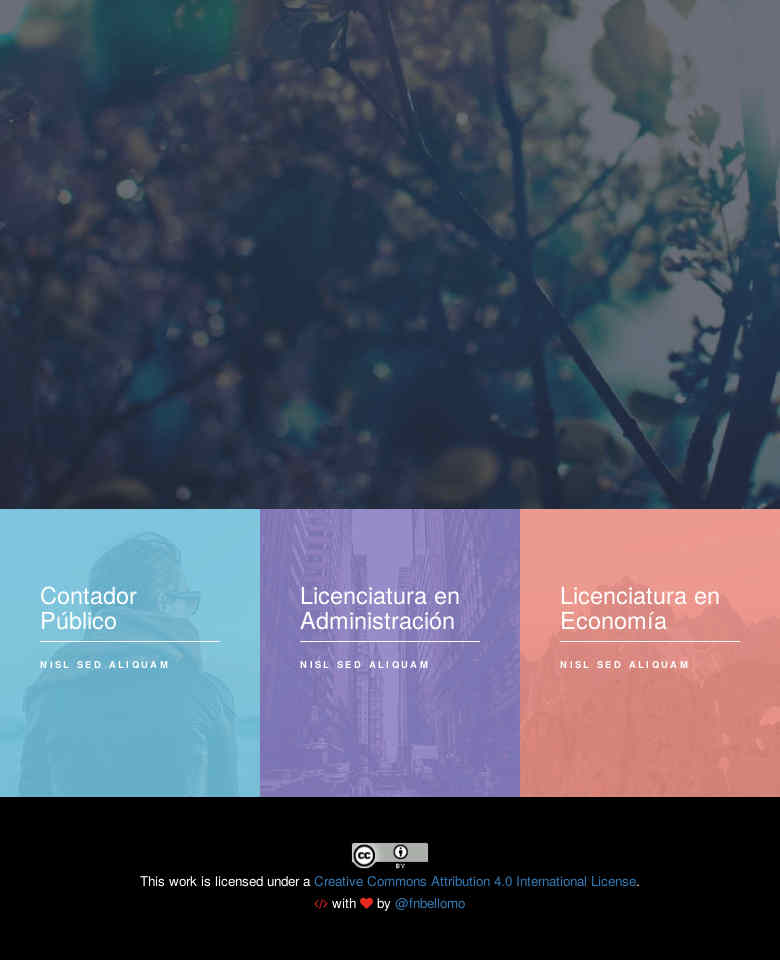 Contador
Público
NISL SED ALIQUAM
Licenciatura en
Administración
NISL SED ALIQUAM
Licenciatura en
Economía
NISL SED ALIQUAM
cc
BY
This work is licensed under a Creative Commons Attribution 4.0 International License.
</> with ❤ by @fnbellomo